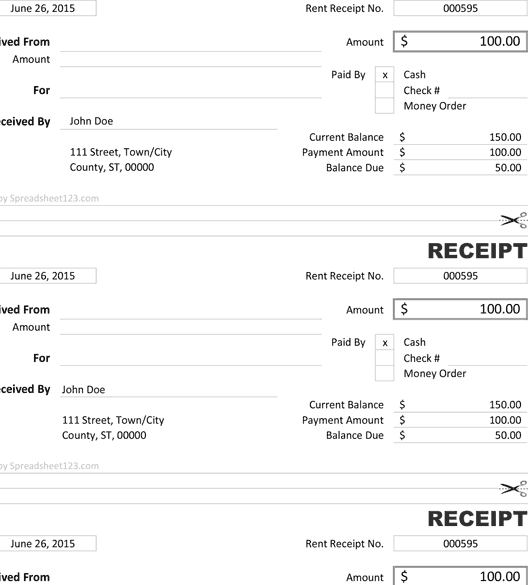 June 26, 2015 Rent Receipt No. 000595
ived From Amount $ 100.00
Amount
Paid By x Cash
For Check #
Money Order
eceived By John Doe
Current Balance $ 150.00
111 Street, Town/City Payment Amount $ 100.00
County, ST, 00000 Balance Due $ 50.00
by Spreadsheet123.com
RECEIPT
June 26, 2015 Rent Receipt No. 000595
ived From Amount $ 100.00
Amount
Paid By x Cash
For Check #
Money Order
eceived By John Doe
Current Balance $ 150.00
111 Street, Town/City Payment Amount $ 100.00
County, ST, 00000 Balance Due $ 50.00
by Spreadsheet123.com
RECEIPT
June 26, 2015 Rent Receipt No. 000595
ived From Amount $ 100.00